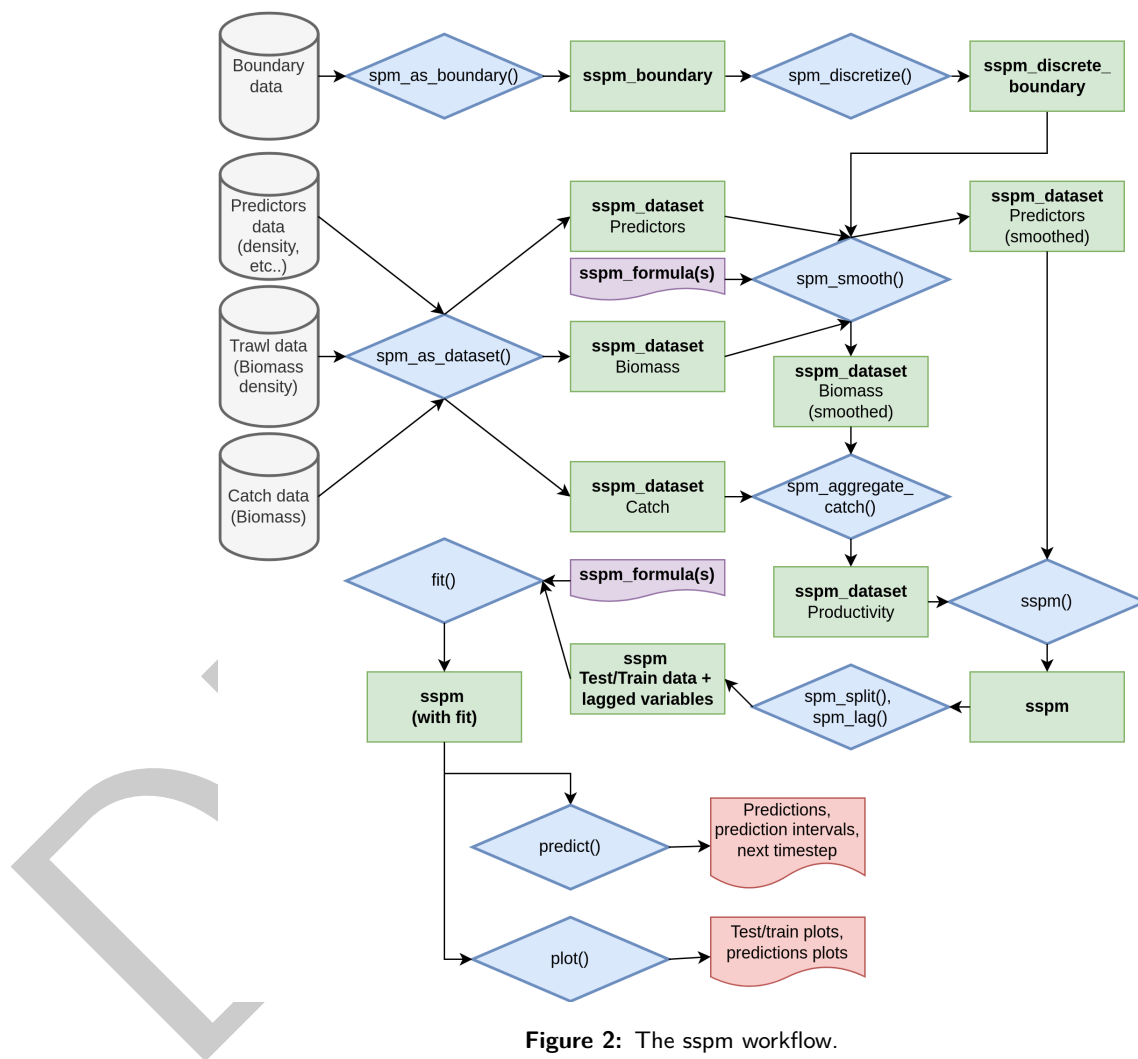 Boundary
data
spm_as_boundary()
sspm_boundary
spm_discretize()
sspm_discrete_
boundary
Predictors
data
(density,
etc..)
sspm_dataset
Predictors
sspm_dataset
Predictors
(smoothed)
sspm_formula(s)
spm_smooth()
Trawl data
(Biomass
density)
spm_as_dataset()
sspm_dataset
Biomass
sspm_dataset
Biomass
(smoothed)
Catch data
(Biomass)
sspm_dataset
Catch
spm_aggregate_
catch()
fit()
sspm_formula(s)
sspm_dataset
Productivity
sspm()
sspm
(with fit)
sspm
Test/Train data +
lagged variables
spm_split(),
spm_lag()
sspm
predict()
Predictions,
prediction intervals,
next timestep
plot()
Test/train plots,
predictions plots
Figure 2: The sspm workflow.